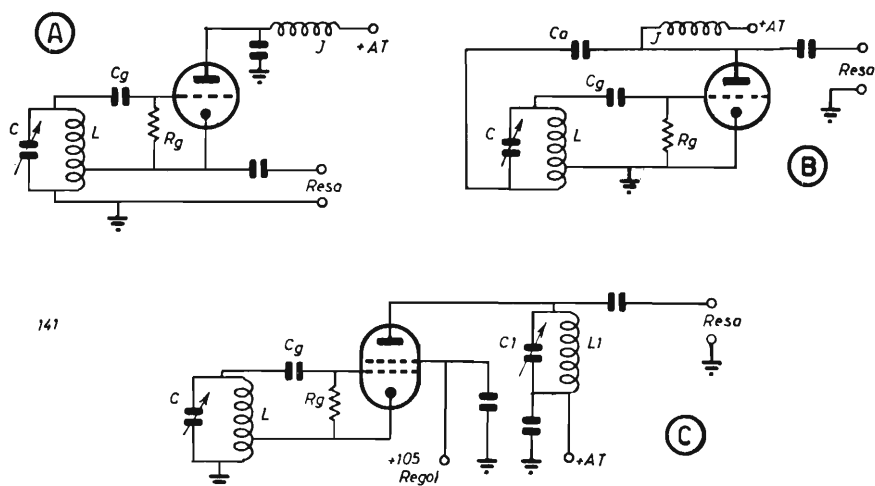 A
Cg
J
+AT
C
L
Rg
Resa
Ca
J
+AT
Cg
Resa
C
L
Rg
B
141
Cg
C
L
Rg
+105
Regol
C1
L1
Resa
+AT
C